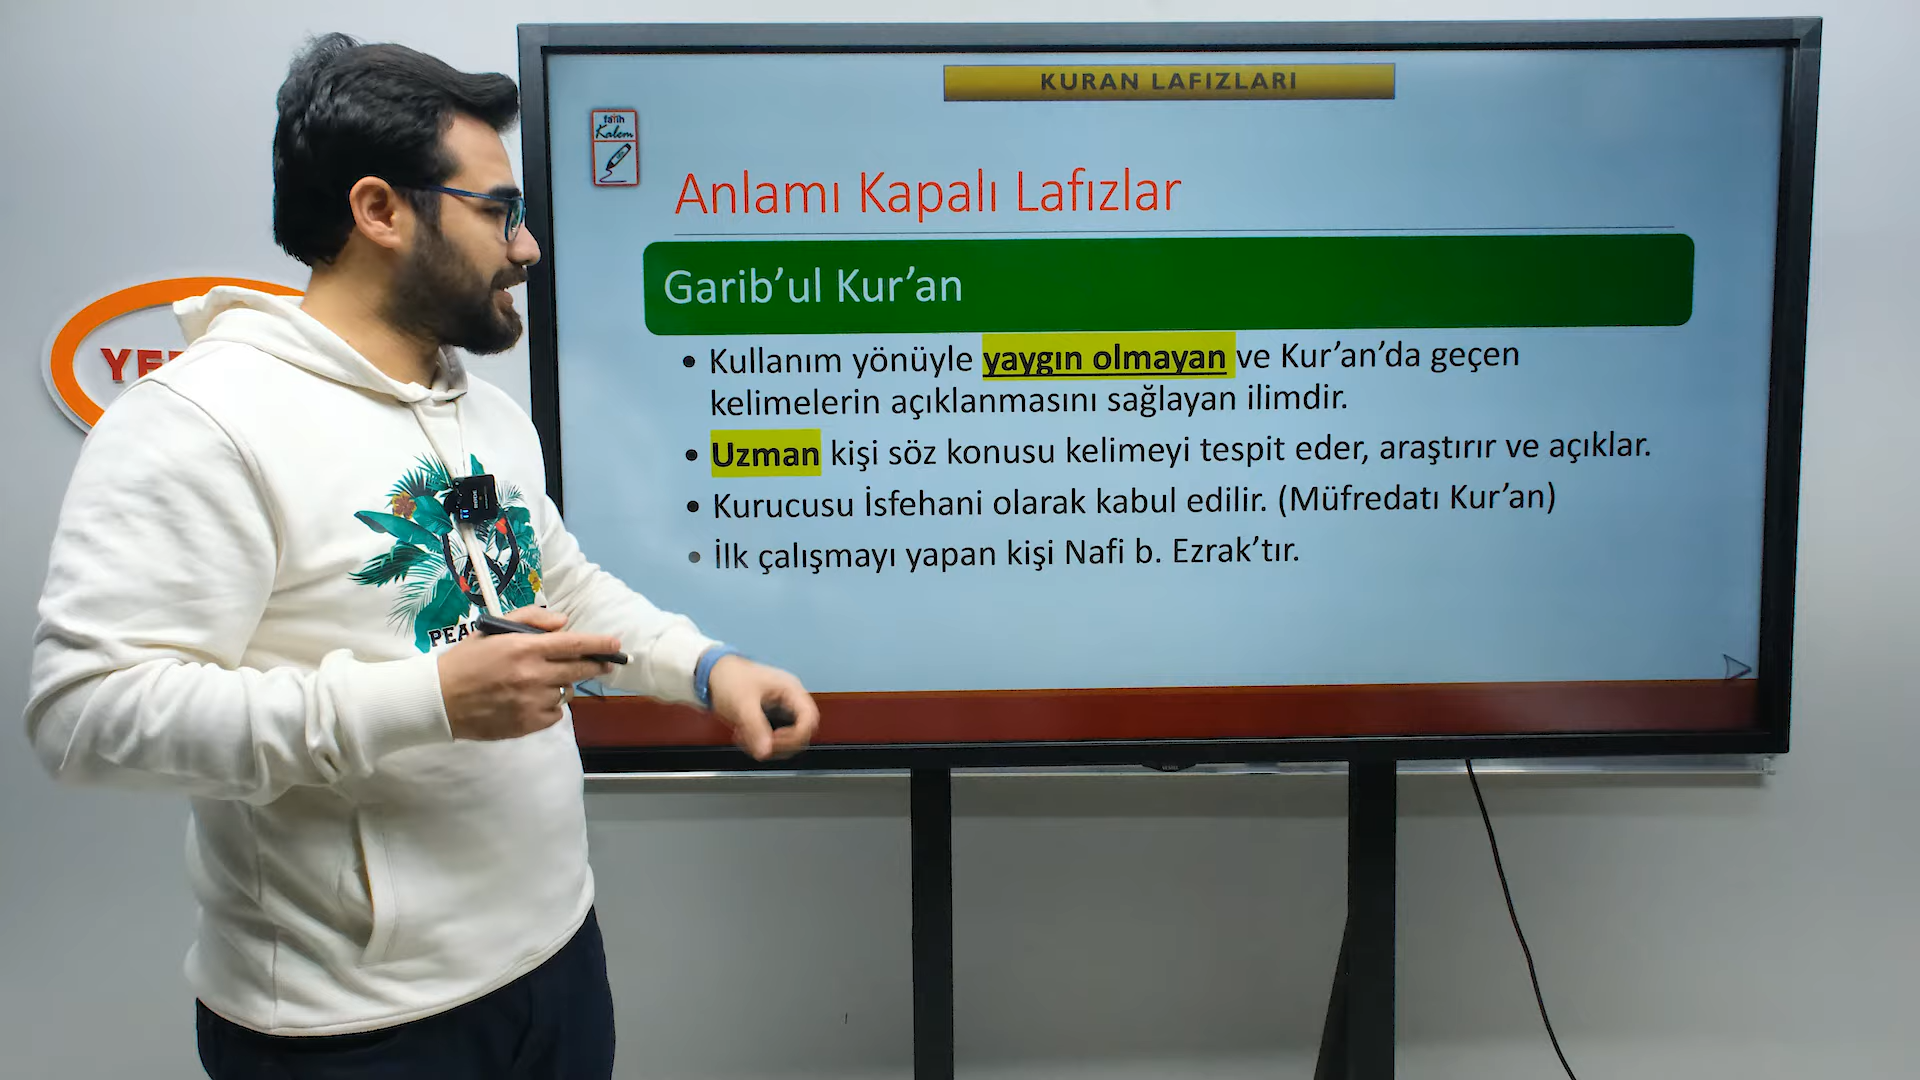 KURAN LAFIZLARI
fatih
Kalem
Anlamı Kapalı Lafızlar
Garib’ul Kur’an
• Kullanım yönüyle yaygın olmayan ve Kur’an’da geçen
kelimelerin açıklanmasını sağlayan ilimdir.
• Uzman kişi söz konusu kelimeyi tespit eder, araştırır ve açıklar.
• Kurucusu İsfehani olarak kabul edilir. (Müfredatı Kur’an)
• İlk çalışmayı yapan kişi Nafi b. Ezrak’tır.